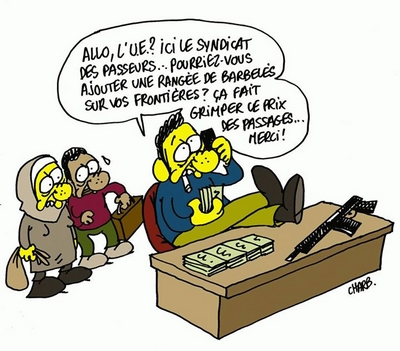 ALLO, L'U.E.? ici LE SYNDICAT
DES PASSEURS... POURRIEZ-VOUS
AJOUTER UNE RANGÉE DE BARBELÉS
SUR VOS FRONTIÈRES? ÇA FAIT
GRIMPER LE PRIX
DES PASSAGES...
MERCI!
CHARB.